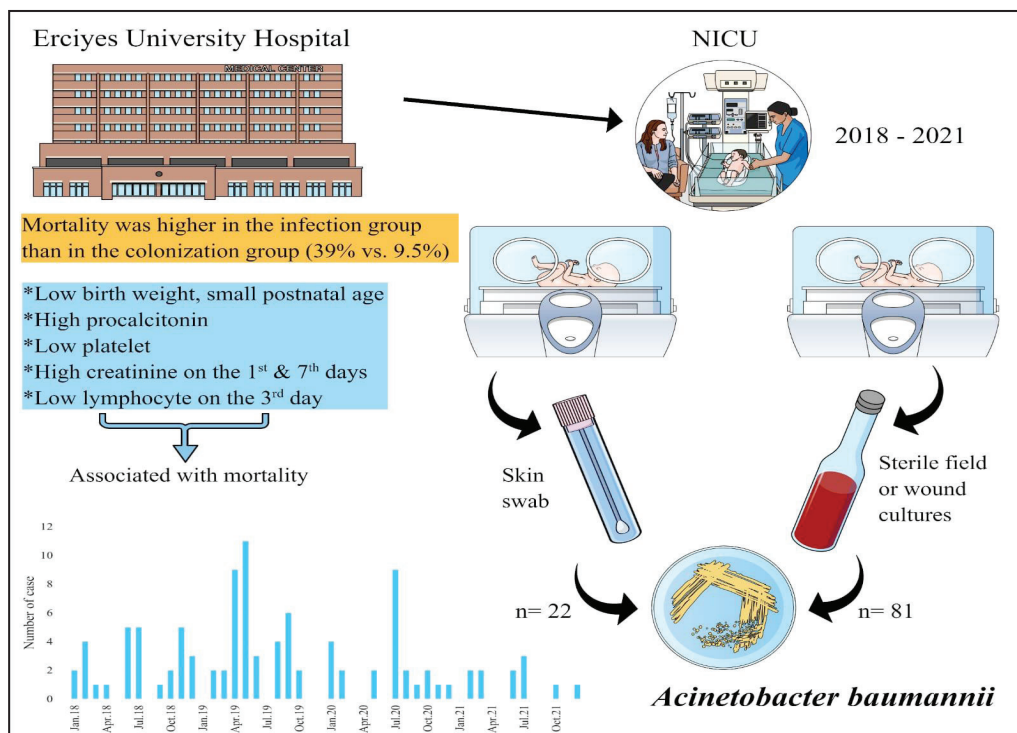 Erciyes University Hospital
MEDICAL CENTER
NICU
2018 - 2021
Mortality was higher in the infection group
than in the colonization group (39% vs. 9.5%)
*Low birth weight, small postnatal age
*High procalcitonin
*Low platelet
*High creatinine on the 1st & 7th days
*Low lymphocyte on the 3rd day
Associated with mortality
Skin
swab
Sterile field
or wound
cultures
n= 22
n= 81
Acinetobacter baumannii
Number of case
12
10
8
6
4
2
0
Jan.18
Apr.18
Jul.18
Oct.18
Jan.19
Apr.19
Jul.19
Oct.19
Jan.20
Apr.20
Jul.20
Oct.20
Jan.21
Apr.21
Jul.21
Oct.21